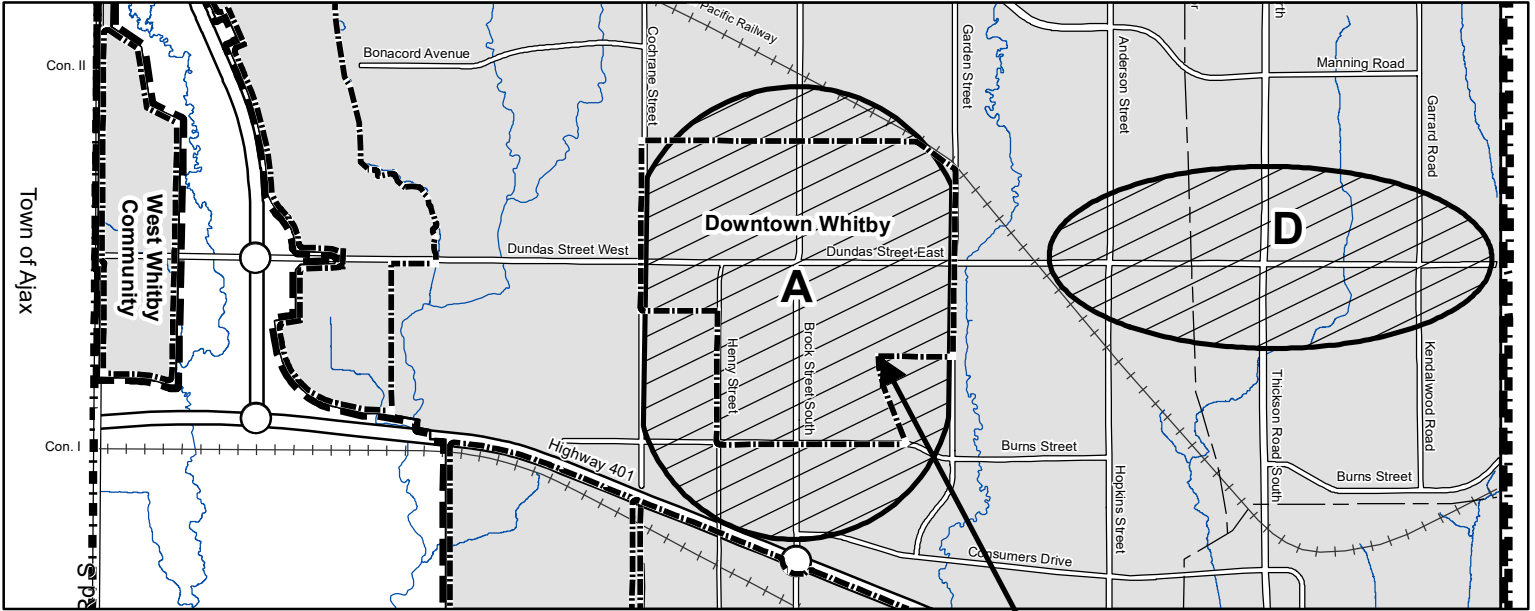 Pacific Railway
Con. II
Bonacord Avenue
Cochrane Street
Garden Street
Anderson Street
Manning Road
Garrard Road
Town of Ajax
West Whitby
Community
Downtown Whitby
Dundas Street West
Dundas Street East
A
D
Henry Street
Brock Street South
Kendalwood Road
Thickson Road South
Con. I
Highway 401
Burns Street
Burns Street
Hopkins Street
Consumers Drive